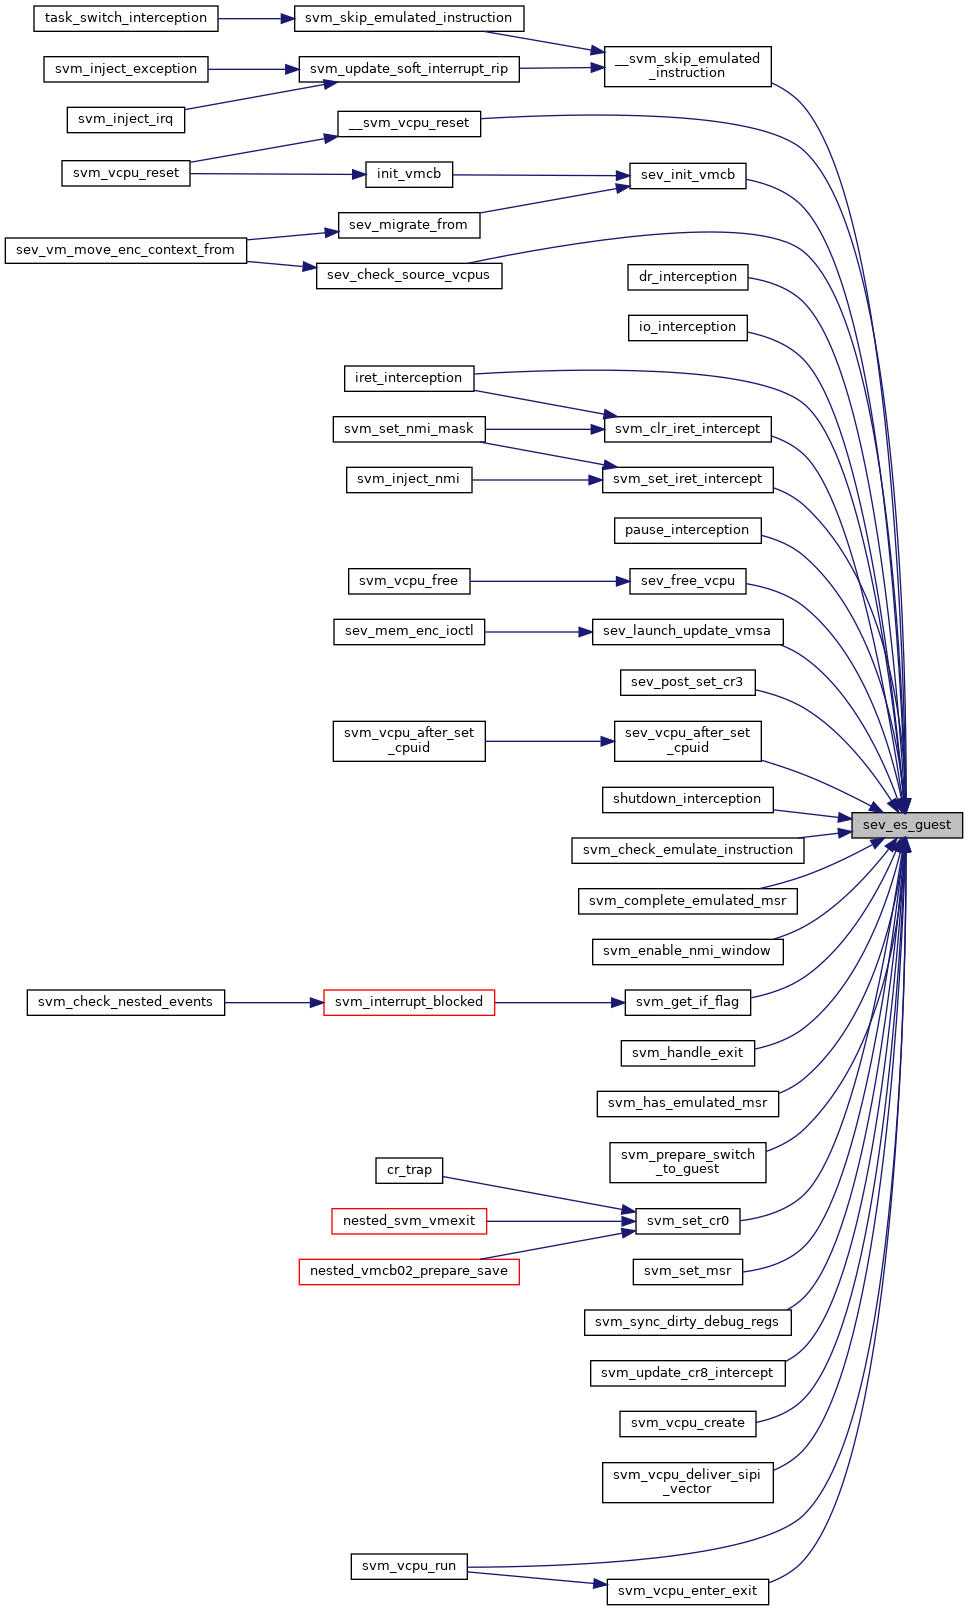 task_switch_interception
svm_skip_emulated_instruction
__svm_skip_emulated
_instruction
svm_inject_exception
svm_update_soft_interrupt_rip
svm_inject_irq
__svm_vcpu_reset
svm_vcpu_reset
init_vmcb
sev_init_vmcb
sev_migrate_from
sev_vm_move_enc_context_from
sev_check_source_vcpus
dr_interception
io_interception
iret_interception
svm_set_nmi_mask
svm_clr_iret_intercept
svm_inject_nmi
svm_set_iret_intercept
pause_interception
svm_vcpu_free
sev_free_vcpu
sev_mem_enc_ioctl
sev_launch_update_vmsa
sev_post_set_cr3
svm_vcpu_after_set
_cpuid
sev_vcpu_after_set
_cpuid
shutdown_interception
sev_es_guest
svm_check_emulate_instruction
svm_complete_emulated_msr
svm_enable_nmi_window
svm_check_nested_events
svm_interrupt_blocked
svm_get_if_flag
svm_handle_exit
svm_has_emulated_msr
svm_prepare_switch
_to_guest
cr_trap
nested_svm_vmexit
svm_set_cr0
nested_vmcb02_prepare_save
svm_set_msr
svm_sync_dirty_debug_regs
svm_update_cr8_intercept
svm_vcpu_create
svm_vcpu_deliver_sipi
_vector
svm_vcpu_run
svm_vcpu_enter_exit